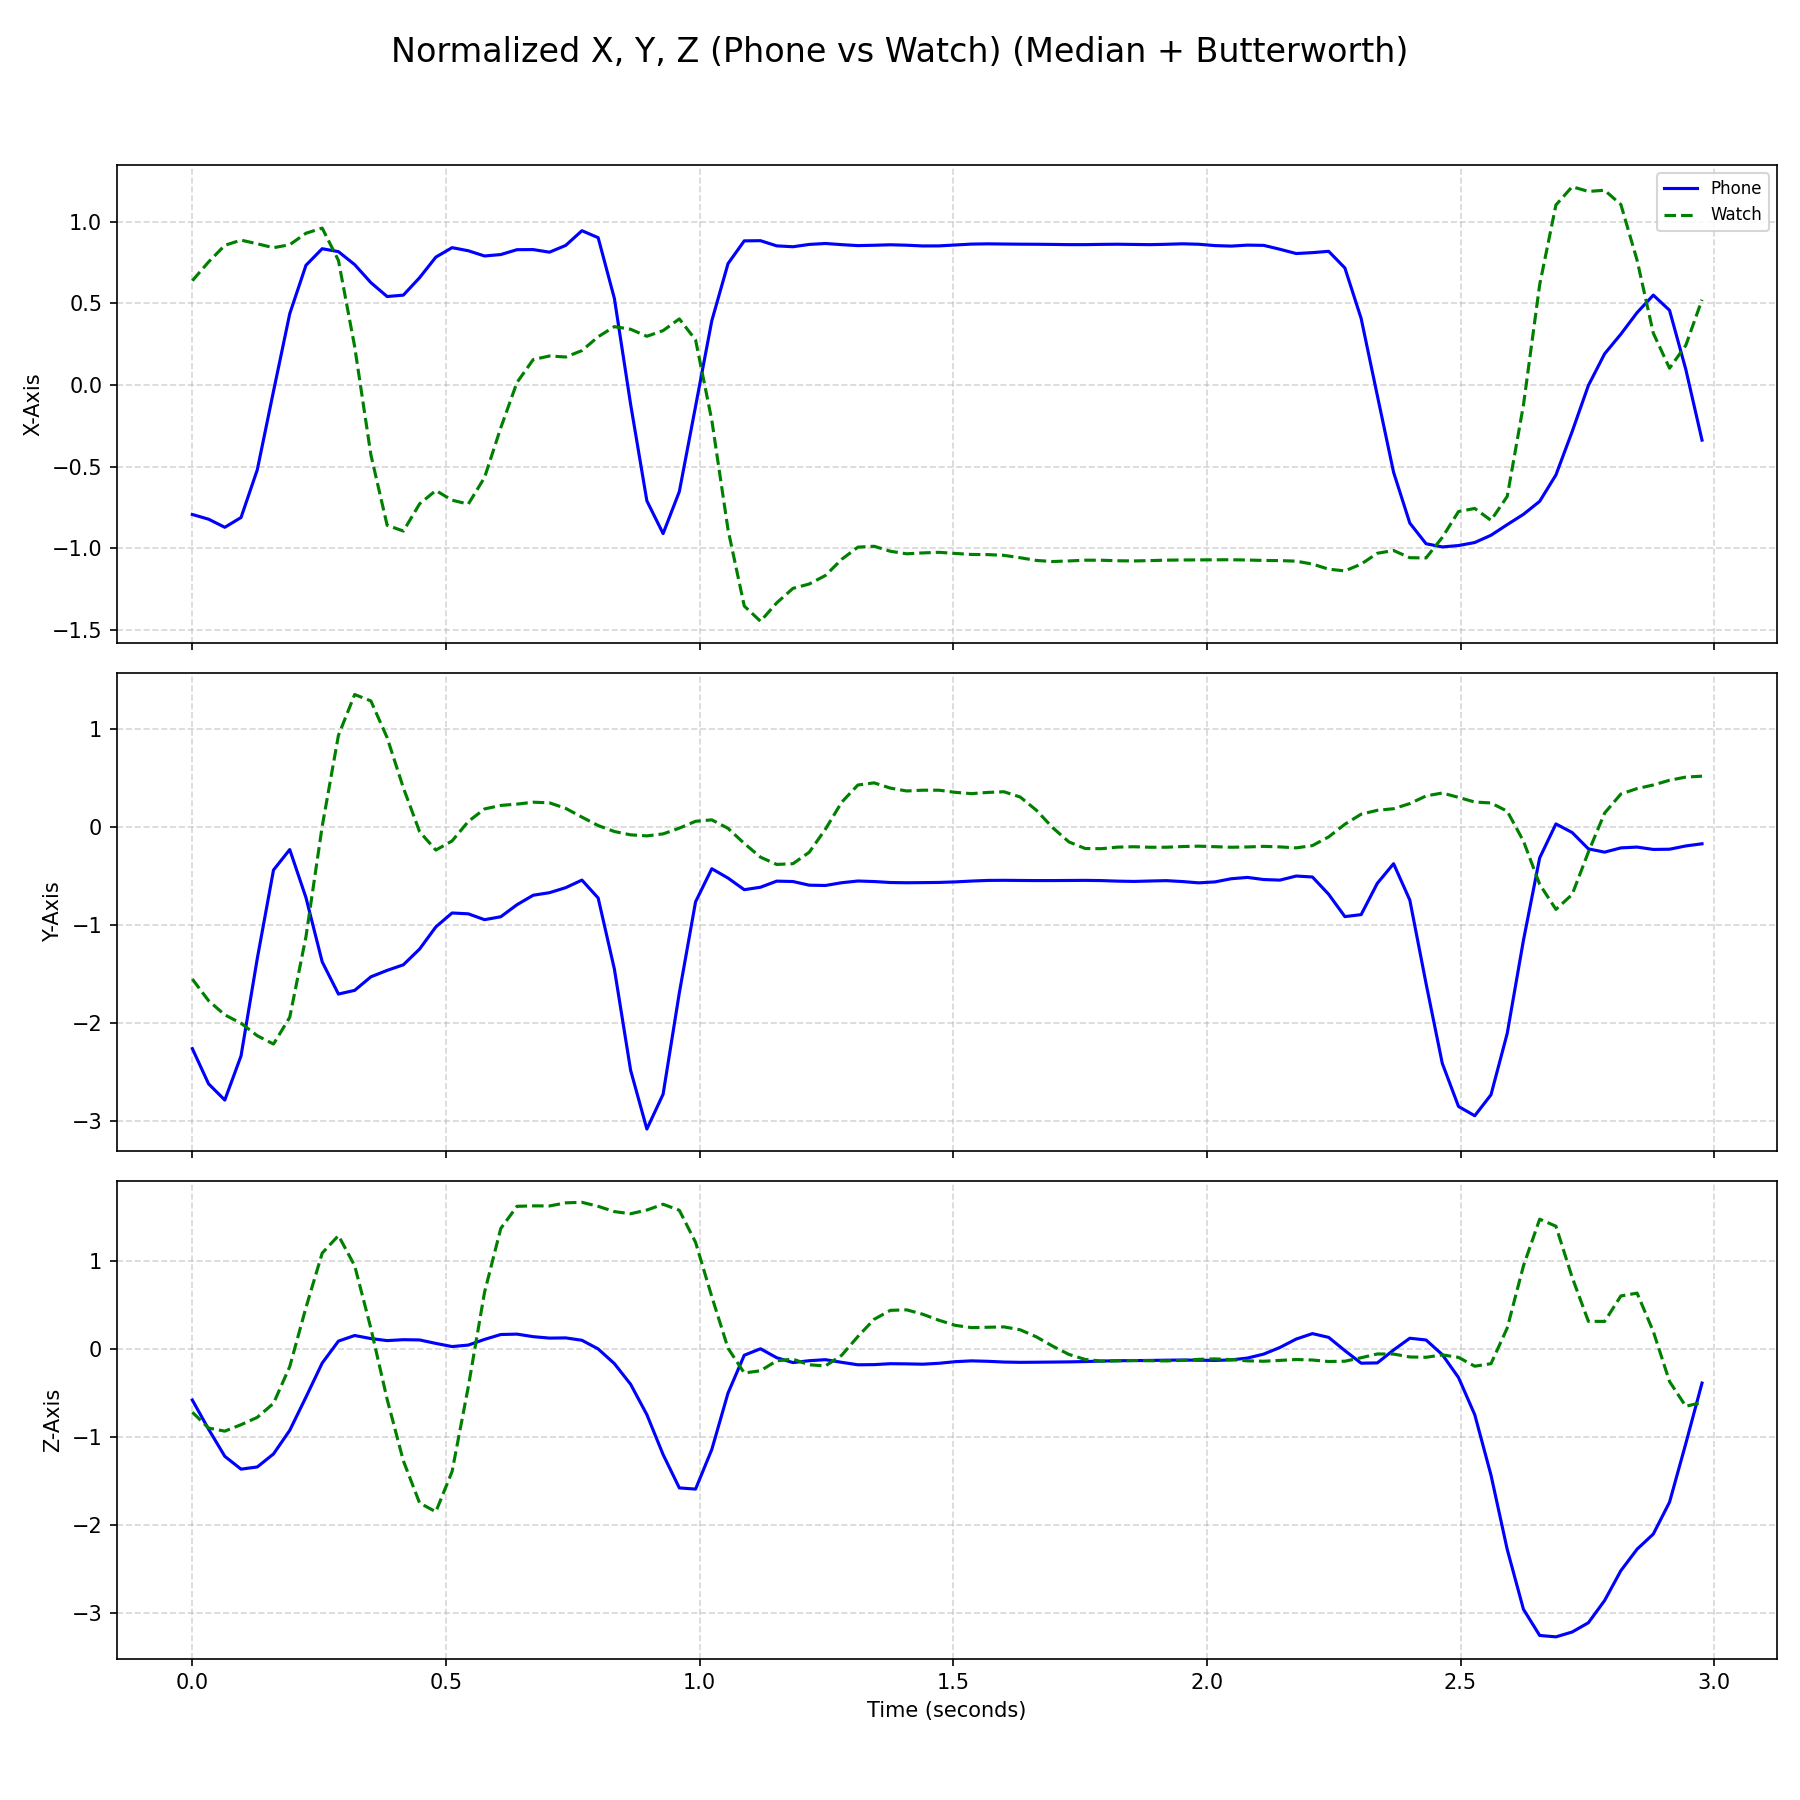 Normalized X, Y, Z (Phone vs Watch) (Median + Butterworth)
Phone
Watch
X-Axis
1.0
0.5
0.0
−0.5
−1.0
−1.5
Y-Axis
1
0
−1
−2
−3
Z-Axis
1
0
−1
−2
−3
0.0 0.5 1.0 1.5 2.0 2.5 3.0
Time (seconds)